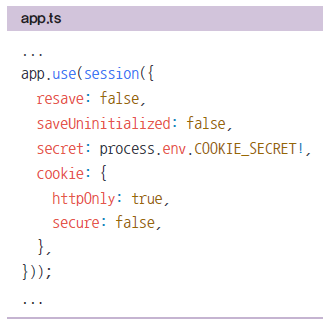 app.ts
...
app.use(session({
  resave: false,
  saveUninitialized: false,
  secret: process.env.COOKIE_SECRET!,
  cookie: {
    httpOnly: true,
    secure: false,
  },
}));
...